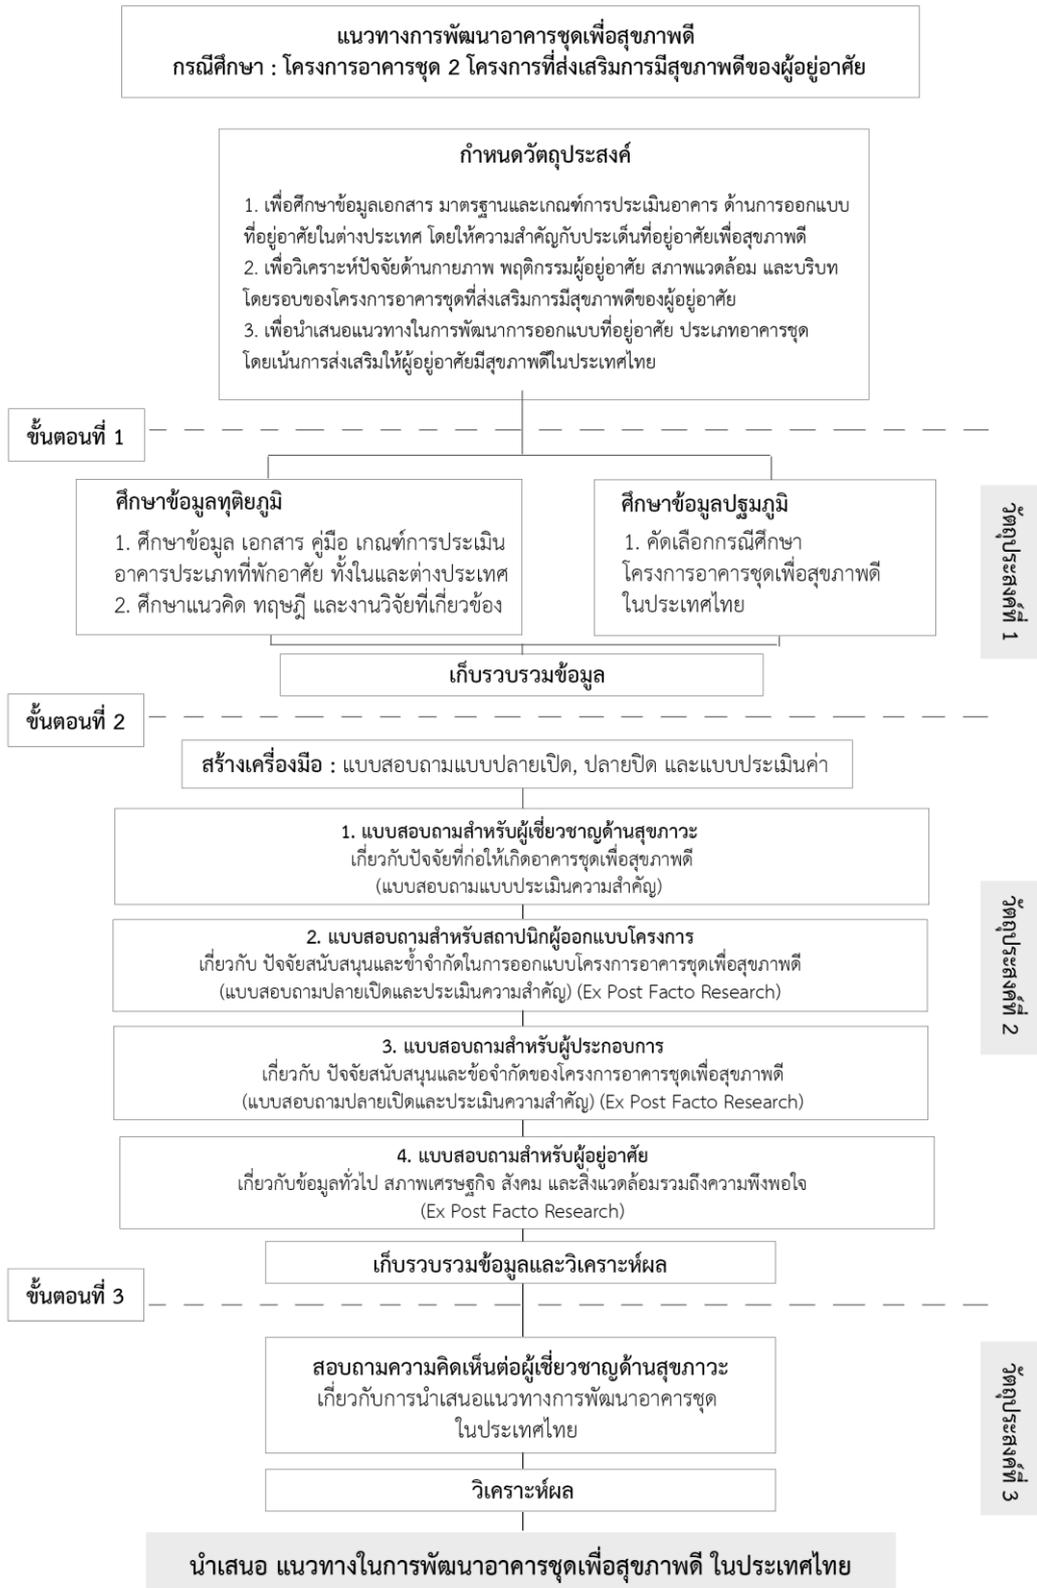 แนวทางการพัฒนาอาคารชุดเพื่อสุขภาพดี
กรณีศึกษา : โครงการอาคารชุด 2 โครงการที่ส่งเสริมการมีสุขภาพดีของผู้อยู่อาศัย
กำหนดวัตถุประสงค์
1. เพื่อศึกษาข้อมูลเอกสาร มาตรฐานและเกณฑ์การประเมินอาคาร ด้านการออกแบบ
ที่อยู่อาศัยในต่างประเทศ โดยให้ความสำคัญกับประเด็นที่อยู่อาศัยเพื่อสุขภาพดี
2. เพื่อวิเคราะห์ปัจจัยด้านกายภาพ พฤติกรรมผู้อยู่อาศัย สภาพแวดล้อม และบริบท
โดยรอบของโครงการอาคารชุดที่ส่งเสริมการมีสุขภาพดีของผู้อยู่อาศัย
3. เพื่อนำเสนอแนวทางในการพัฒนาการออกแบบที่อยู่อาศัย ประเภทอาคารชุด
โดยเน้นการส่งเสริมให้ผู้อยู่อาศัยมีสุขภาพดีในประเทศไทย
ขั้นตอนที่ 1
ศึกษาข้อมูลทุติยภูมิ
1. ศึกษาข้อมูล เอกสาร คู่มือ เกณฑ์การประเมิน
อาคารประเภทที่พักอาศัย ทั้งในและต่างประเทศ
2. ศึกษาแนวคิด ทฤษฎี และงานวิจัยที่เกี่ยวข้อง
ศึกษาข้อมูลปฐมภูมิ
1. คัดเลือกกรณีศึกษา
โครงการอาคารชุดเพื่อสุขภาพดี
ในประเทศไทย
วัตถุประสงค์ที่ 1
เก็บรวบรวมข้อมูล
ขั้นตอนที่ 2
สร้างเครื่องมือ : แบบสอบถามแบบปลายเปิด, ปลายปิด และแบบประเมินค่า
1. แบบสอบถามสำหรับผู้เชี่ยวชาญด้านสุขภาวะ
เกี่ยวกับปัจจัยที่ก่อให้เกิดอาคารชุดเพื่อสุขภาพดี
(แบบสอบถามแบบประเมินความสำคัญ)
2. แบบสอบถามสำหรับสถาปนิกผู้ออกแบบโครงการ
เกี่ยวกับ ปัจจัยสนับสนุนและข้ำจำกัดในการออกแบบโครงการอาคารชุดเพื่อสุขภาพดี
(แบบสอบถามปลายเปิดและประเมินความสำคัญ) (Ex Post Facto Research)
วัตถุประสงค์ที่ 2
3. แบบสอบถามสำหรับผู้ประกอบการ
เกี่ยวกับ ปัจจัยสนับสนุนและข้อจำกัดของโครงการอาคารชุดเพื่อสุขภาพดี
(แบบสอบถามปลายเปิดและประเมินความสำคัญ) (Ex Post Facto Research)
4. แบบสอบถามสำหรับผู้อยู่อาศัย
เกี่ยวกับข้อมูลทั่วไป สภาพเศรษฐกิจ สังคม และสิ่งแวดล้อมรวมถึงความพึงพอใจ
(Ex Post Facto Research)
เก็บรวบรวมข้อมูลและวิเคราะห์ผล
ขั้นตอนที่ 3
สอบถามความคิดเห็นต่อผู้เชี่ยวชาญด้านสุขภาวะ
เกี่ยวกับการนำเสนอแนวทางการพัฒนาอาคารชุด
ในประเทศไทย
วัตถุประสงค์ที่ 3
วิเคราะห์ผล
นำเสนอ แนวทางในการพัฒนาอาคารชุดเพื่อสุขภาพดี ในประเทศไทย